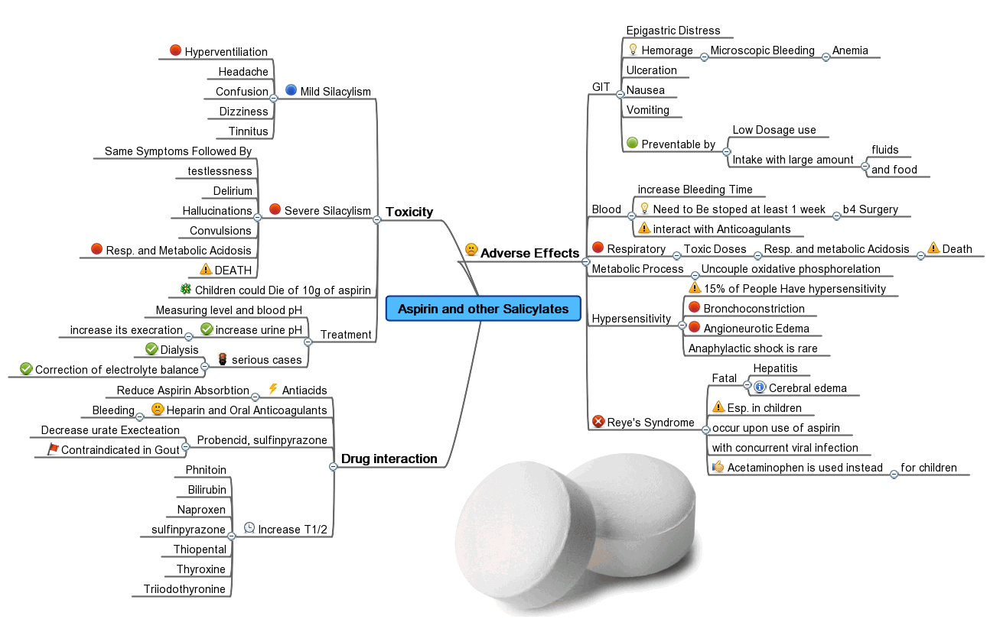 Aspirin and other Salicylates
Toxicity
Mild Silacylism
Hyperventiliation
Headache
Confusion
Dizziness
Tinnitus
Severe Silacylism
Same Symptoms Followed By
testlessness
Delirium
Hallucinations
Convulsions
Resp. and Metabolic Acidosis
DEATH
Children could Die of 10g of aspirin
Treatment
Measuring level and blood pH
increase urine pH
increase its execration
serious cases
Dialysis
Correction of electrolyte balance
Drug interaction
Antiacids
Reduce Aspirin Absorbtion
Heparin and Oral Anticoagulants
Bleeding
Probencid, sulfinpyrazone
Decrease urate Execteation
Contraindicated in Gout
Increase T1/2
Phnitoin
Bilirubin
Naproxen
sulfinpyrazone
Thiopental
Thyroxine
Triiodothyronine
Adverse Effects
GIT
Epigastric Distress
Hemorage
Microscopic Bleeding
Anemia
Ulceration
Nausea
Vomiting
Preventable by
Low Dosage use
Intake with large amount
fluids
and food
Blood
increase Bleeding Time
Need to Be stoped at least 1 week
b4 Surgery
interact with Anticoagulants
Respiratory
Toxic Doses
Resp. and metabolic Acidosis
Death
Metabolic Process
Uncouple oxidative phosphorelation
Hypersensitivity
15% of People Have hypersensitivity
Bronchoconstriction
Angioneurotic Edema
Anaphylactic shock is rare
Reye's Syndrome
Fatal
Hepatitis
Cerebral edema
Esp. in children
occur upon use of aspirin
with concurrent viral infection
Acetaminophen is used instead
for children